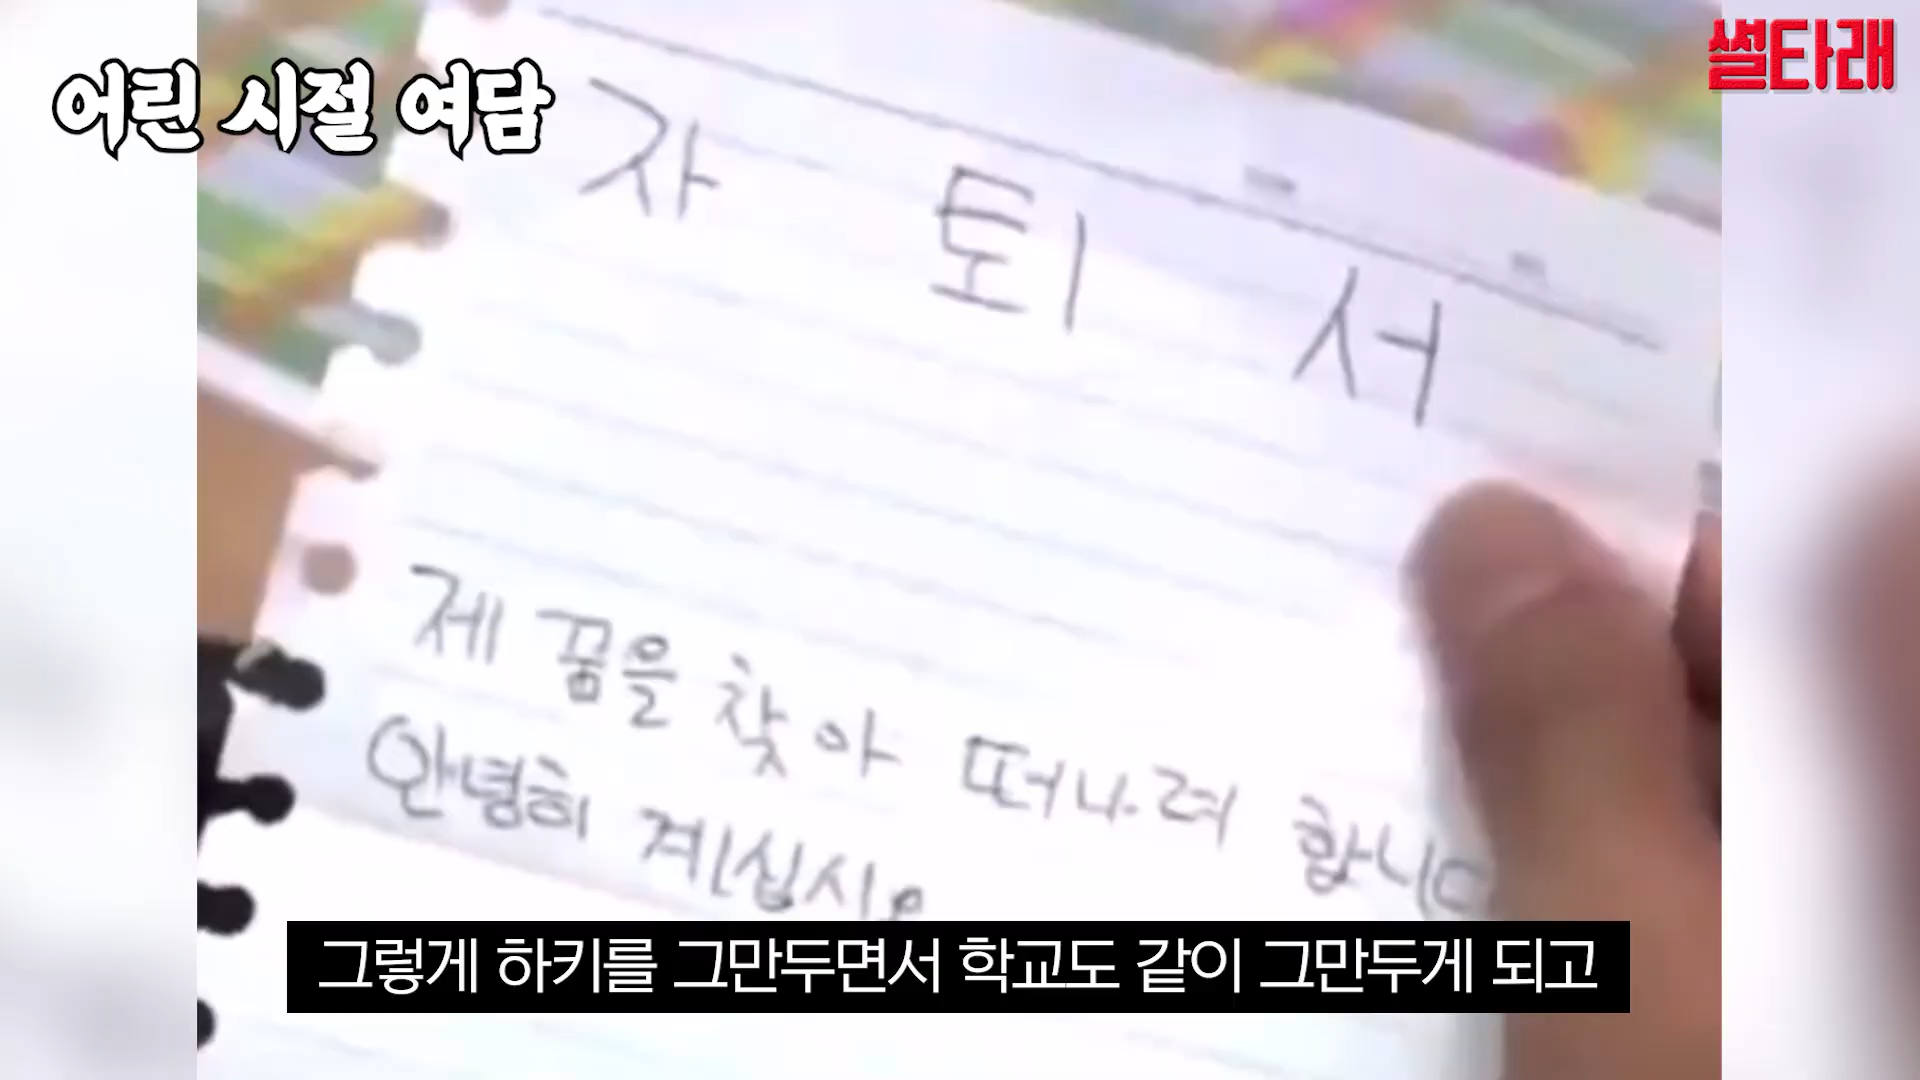 어린 시절 여담
썰타래
자 퇴 서
제 꿈을 찾아 떠나려 합니다
안녕히 계십시오
그렇게 하키를 그만두면서 학교도 같이 그만두게 되고